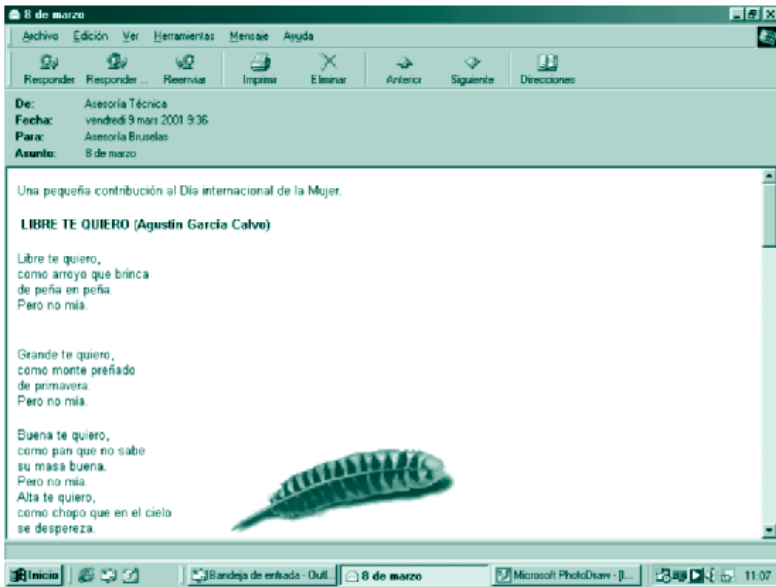 8 de marzo
Archivo Edición Ver Herramientas Mensaje Ayuda
Responder Responder ... Reenviar Imprimir Eliminar Anterior Siguiente Direcciones
De: Asesoría Técnica
Fecha: vendredi 9 mars 2001 9:36
Para: Asesoría Bruselas
Asunto: 8 de marzo
Una pequeña contribución al Día internacional de la Mujer.
LIBRE TE QUIERO (Agustín García Calvo)
Libre te quiero,
como arroyo que brinca
de peña en peña.
Pero no mía.
Grande te quiero,
como monte preñado
de primavera.
Pero no mía.
Buena te quiero,
como pan que no sabe
su masa buena.
Pero no mía.
Alta te quiero,
como chopo que en el cielo
se despereza.
Inicio Bandeja de entrada - Outl... 8 de marzo Microsoft PhotoDraw - [I... 11:07